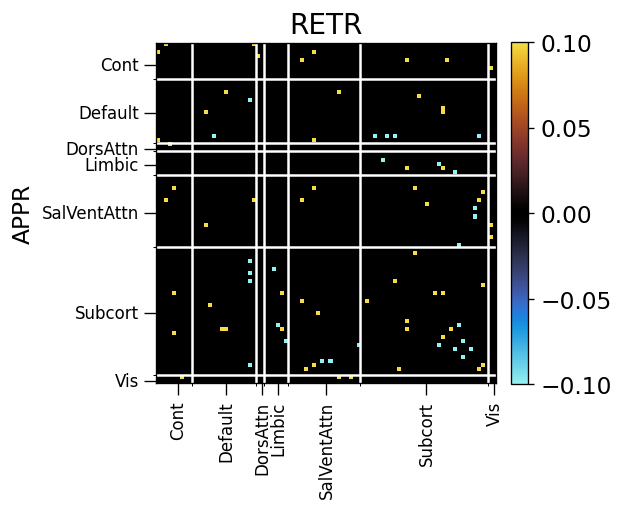 RETR
APPR
Cont
Default
DorsAttn
Limbic
SalVentAttn
Subcort
Vis
Cont
Default
DorsAttn
Limbic
SalVentAttn
Subcort
Vis
0.10
0.05
0.00
−0.05
−0.10